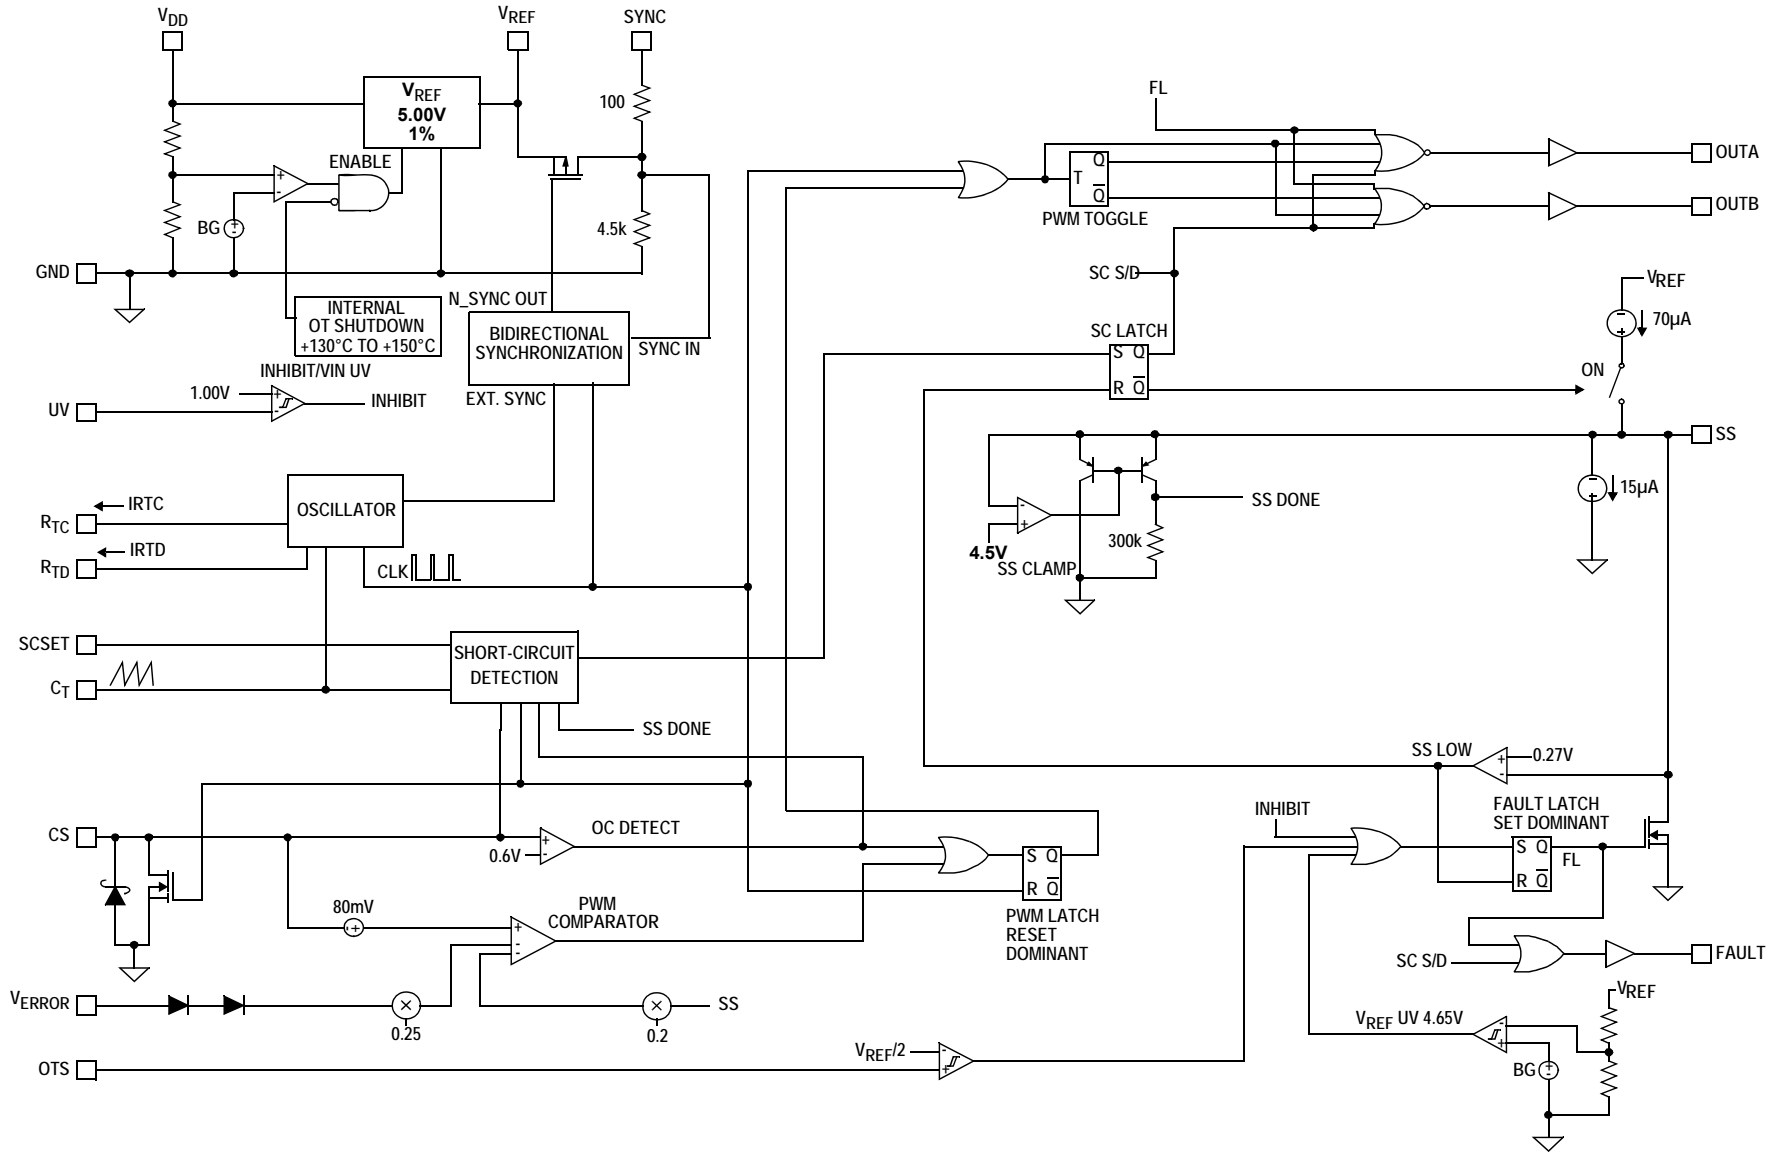 VDD
VREF
SYNC
VREF
5.00V
1%
100
ENABLE
+
-
BG
+
-
4.5k
GND
N_SYNC OUT
INTERNAL
OT SHUTDOWN
+130°C TO +150°C
BIDIRECTIONAL
SYNCHRONIZATION
SYNC IN
EXT. SYNC
INHIBIT/VIN UV
1.00V
+
-
INHIBIT
UV
FL
Q
T
Q
PWM TOGGLE
OUTA
OUTB
SC S/D
SC LATCH
S Q
R Q
VREF
70µA
-
+
ON
SS
15µA
-
SS DONE
-
+
4.5V
SS CLAMP
300k
IRTC
RTC
OSCILLATOR
IRTD
RTD
CLK
SCSET
SHORT-CIRCUIT
DETECTION
CT
SS DONE
SS LOW
+
-
0.27V
CS
OC DETECT
+
-
0.6V
S Q
R Q
PWM LATCH
RESET
DOMINANT
INHIBIT
FAULT LATCH
SET DOMINANT
S Q
FL
R Q
80mV
- +
PWM
COMPARATOR
+
-
-
SC S/D
FAULT
VERROR
×
0.25
×
0.2
SS
VREF
VREF UV 4.65V
-
+
BG
+
-
VREF/2
-
+
OTS